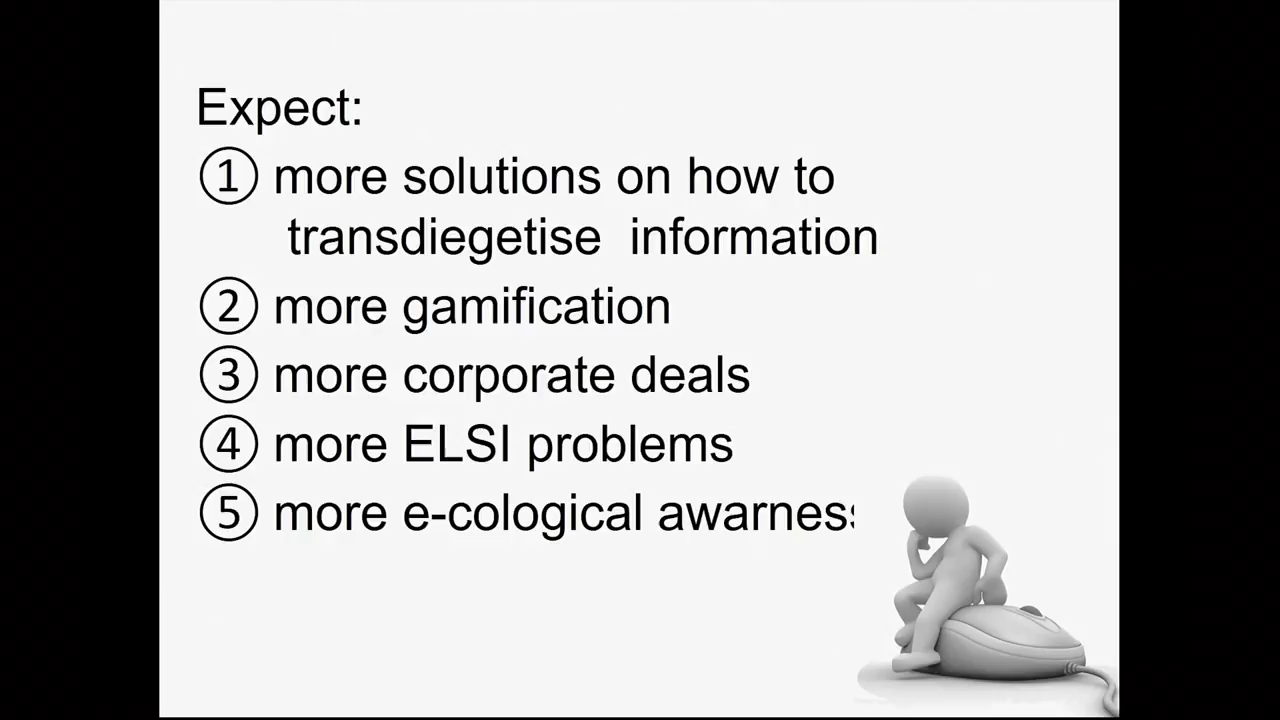 Expect:
① more solutions on how to
transdiegetise information
② more gamification
③ more corporate deals
④ more ELSI problems
⑤ more e-cological awarness